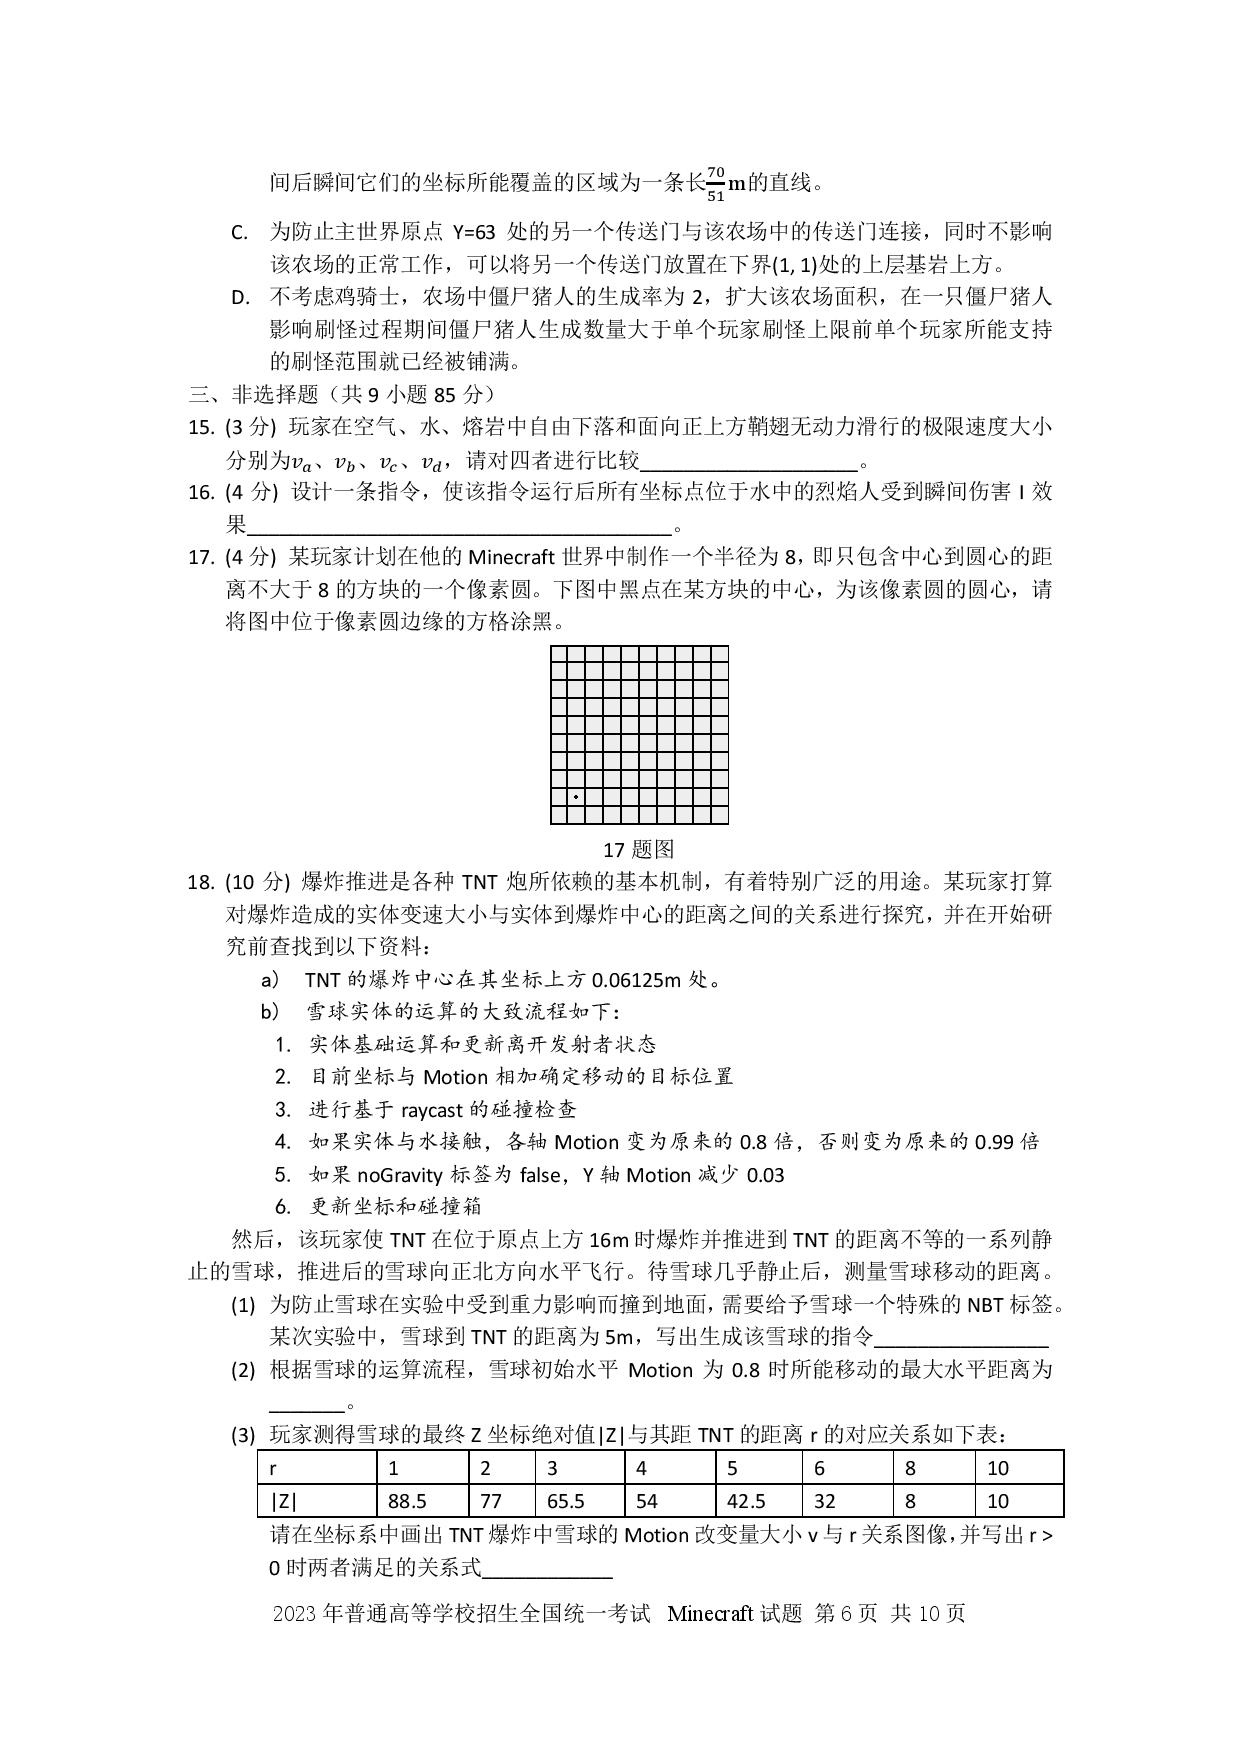 间后瞬间它们的坐标所能覆盖的区域为一条长70/51 m的直线。
C. 为防止主世界原点 Y=63 处的另一个传送门与该农场中的传送门连接，同时不影响
该农场的正常工作，可以将另一个传送门放置在下界(1, 1)处的上层基岩上方。
D. 不考虑鸡骑士，农场中僵尸猪人的生成率为 2，扩大该农场面积，在一只僵尸猪人
影响刷怪过程期间僵尸猪人生成数量大于单个玩家刷怪上限前单个玩家所能支持
的刷怪范围就已经被铺满。
三、非选择题（共 9 小题 85 分）
15. (3 分) 玩家在空气、水、熔岩中自由下落和面向正上方鞘翅无动力滑行的极限速度大小
分别为v_a、v_b、v_c、v_d，请对四者进行比较____________________。
16. (4 分) 设计一条指令，使该指令运行后所有坐标点位于水中的烈焰人受到瞬间伤害 I 效
果________________________________________。
17. (4 分) 某玩家计划在他的 Minecraft 世界中制作一个半径为 8，即只包含中心到圆心的距
离不大于 8 的方块的一个像素圆。下图中黑点在某方块的中心，为该像素圆的圆心，请
将图中位于像素圆边缘的方格涂黑。
17 题图
18. (10 分) 爆炸推进是各种 TNT 炮所依赖的基本机制，有着特别广泛的用途。某玩家打算
对爆炸造成的实体变速大小与实体到爆炸中心的距离之间的关系进行探究，并在开始研
究前查找到以下资料：
a) TNT 的爆炸中心在其坐标上方 0.06125m 处。
b) 雪球实体的运算的大致流程如下：
1. 实体基础运算和更新离开发射者状态
2. 目前坐标与 Motion 相加确定移动的目标位置
3. 进行基于 raycast 的碰撞检查
4. 如果实体与水接触，各轴 Motion 变为原来的 0.8 倍，否则变为原来的 0.99 倍
5. 如果 noGravity 标签为 false，Y 轴 Motion 减少 0.03
6. 更新坐标和碰撞箱
然后，该玩家使 TNT 在位于原点上方 16m 时爆炸并推进到 TNT 的距离不等的一系列静
止的雪球，推进后的雪球向正北方向水平飞行。待雪球几乎静止后，测量雪球移动的距离。
(1) 为防止雪球在实验中受到重力影响而撞到地面，需要给予雪球一个特殊的 NBT 标签。
某次实验中，雪球到 TNT 的距离为 5m，写出生成该雪球的指令________________
(2) 根据雪球的运算流程，雪球初始水平 Motion 为 0.8 时所能移动的最大水平距离为
_______。
(3) 玩家测得雪球的最终 Z 坐标绝对值|Z|与其距 TNT 的距离 r 的对应关系如下表：
r 1 2 3 4 5 6 8 10
|Z| 88.5 77 65.5 54 42.5 32 8 10
请在坐标系中画出 TNT 爆炸中雪球的 Motion 改变量大小 v 与 r 关系图像，并写出 r >
0 时两者满足的关系式____________
2023 年普通高等学校招生全国统一考试 Minecraft 试题 第 6 页 共 10 页